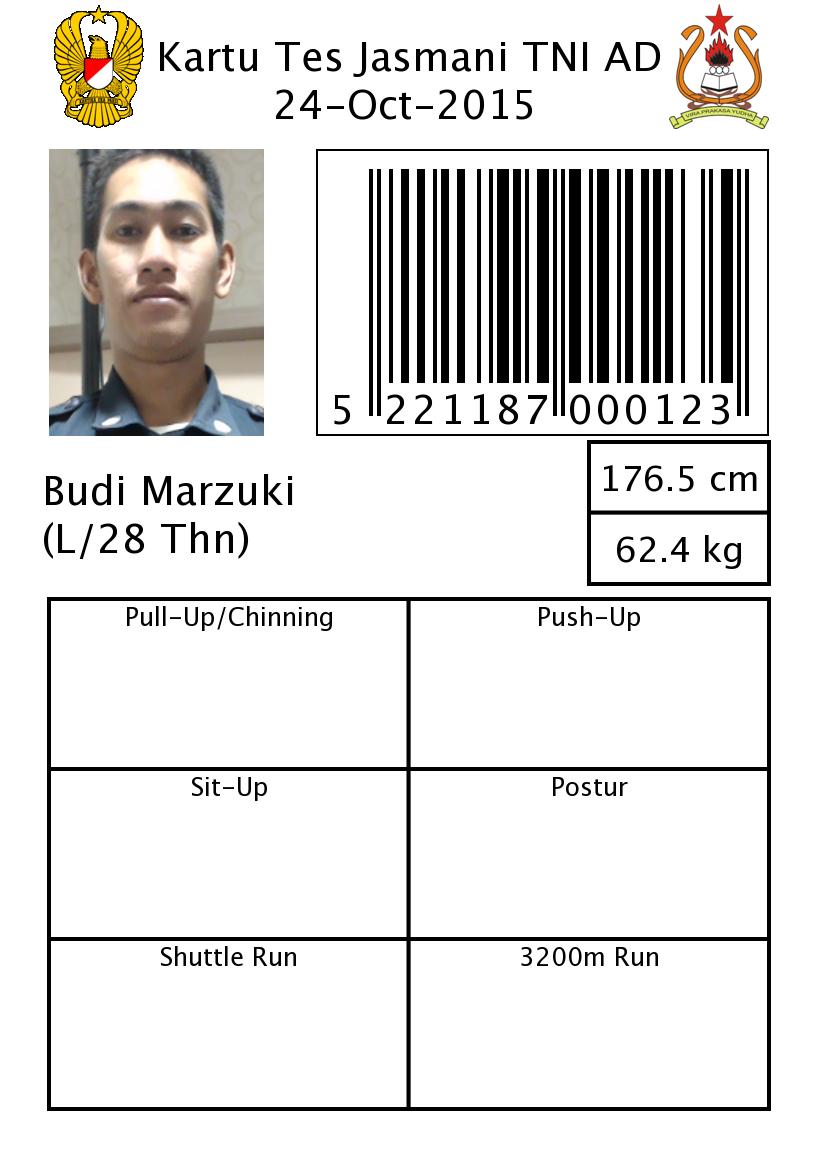 Kartu Tes Jasmani TNI AD
24-Oct-2015
VIRA PRAKASA YUDHA
5 221187 000123
Budi Marzuki
(L/28 Thn)
176.5 cm
62.4 kg
Pull-Up/Chinning
Push-Up
Sit-Up
Postur
Shuttle Run
3200m Run